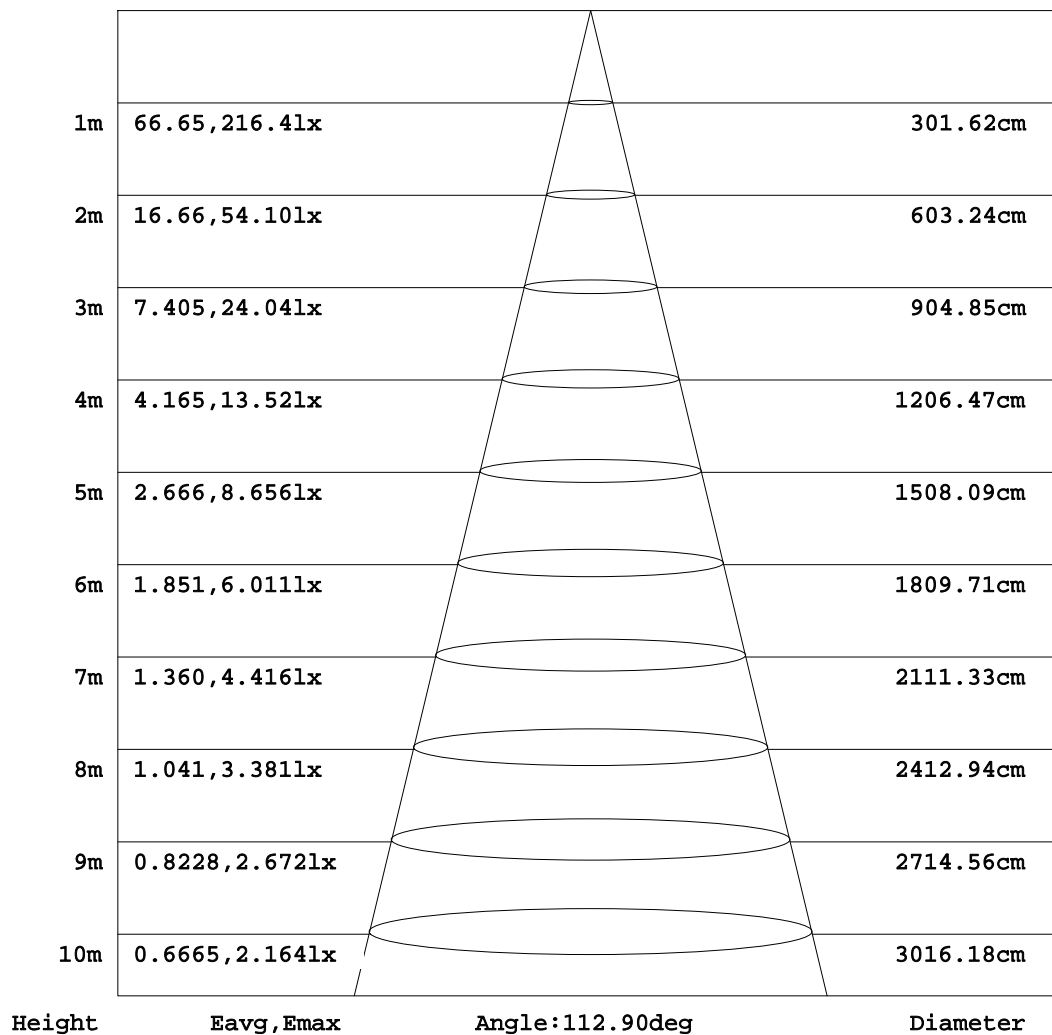 1m 66.65,216.4lx 301.62cm
2m 16.66,54.10lx 603.24cm
3m 7.405,24.04lx 904.85cm
4m 4.165,13.52lx 1206.47cm
5m 2.666,8.656lx 1508.09cm
6m 1.851,6.011lx 1809.71cm
7m 1.360,4.416lx 2111.33cm
8m 1.041,3.381lx 2412.94cm
9m 0.8228,2.672lx 2714.56cm
10m 0.6665,2.164lx 3016.18cm
Height Eavg,Emax Angle:112.90deg Diameter